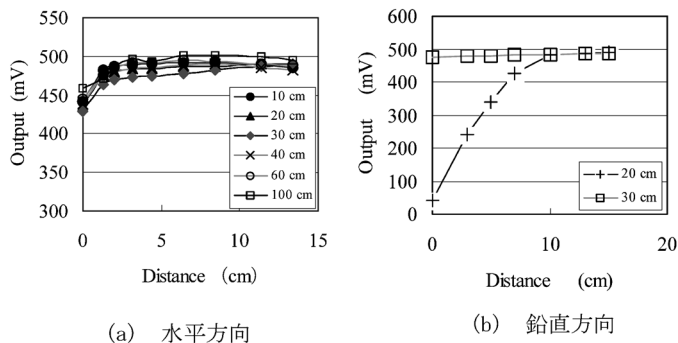 550
500
450
400
350
300
Output (mV)
10 cm
20 cm
30 cm
40 cm
60 cm
100 cm
0
5
10
15
Distance (cm)
(a) 水平方向
600
500
400
300
200
100
0
Output (mV)
20 cm
30 cm
0
10
20
Distance (cm)
(b) 鉛直方向